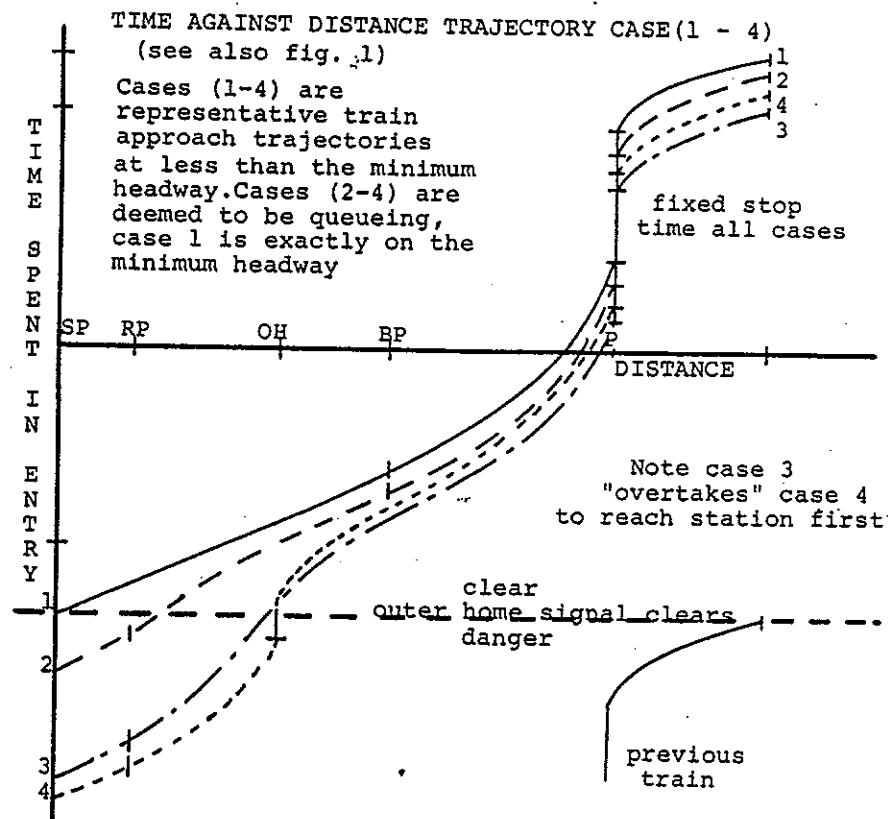 TIME AGAINST DISTANCE TRAJECTORY CASE(1 - 4)
(see also fig. 1)
Cases (1-4) are
representative train
approach trajectories
at less than the minimum
headway.Cases (2-4) are
deemed to be queueing,
case 1 is exactly on the
minimum headway
TIME SPENT IN ENTRY
1
2
4
3
fixed stop
time all cases
SP RP OH BP P
DISTANCE
Note case 3
"overtakes" case 4
to reach station first
1
clear
outer home signal clears
danger
2
3
4
previous
train